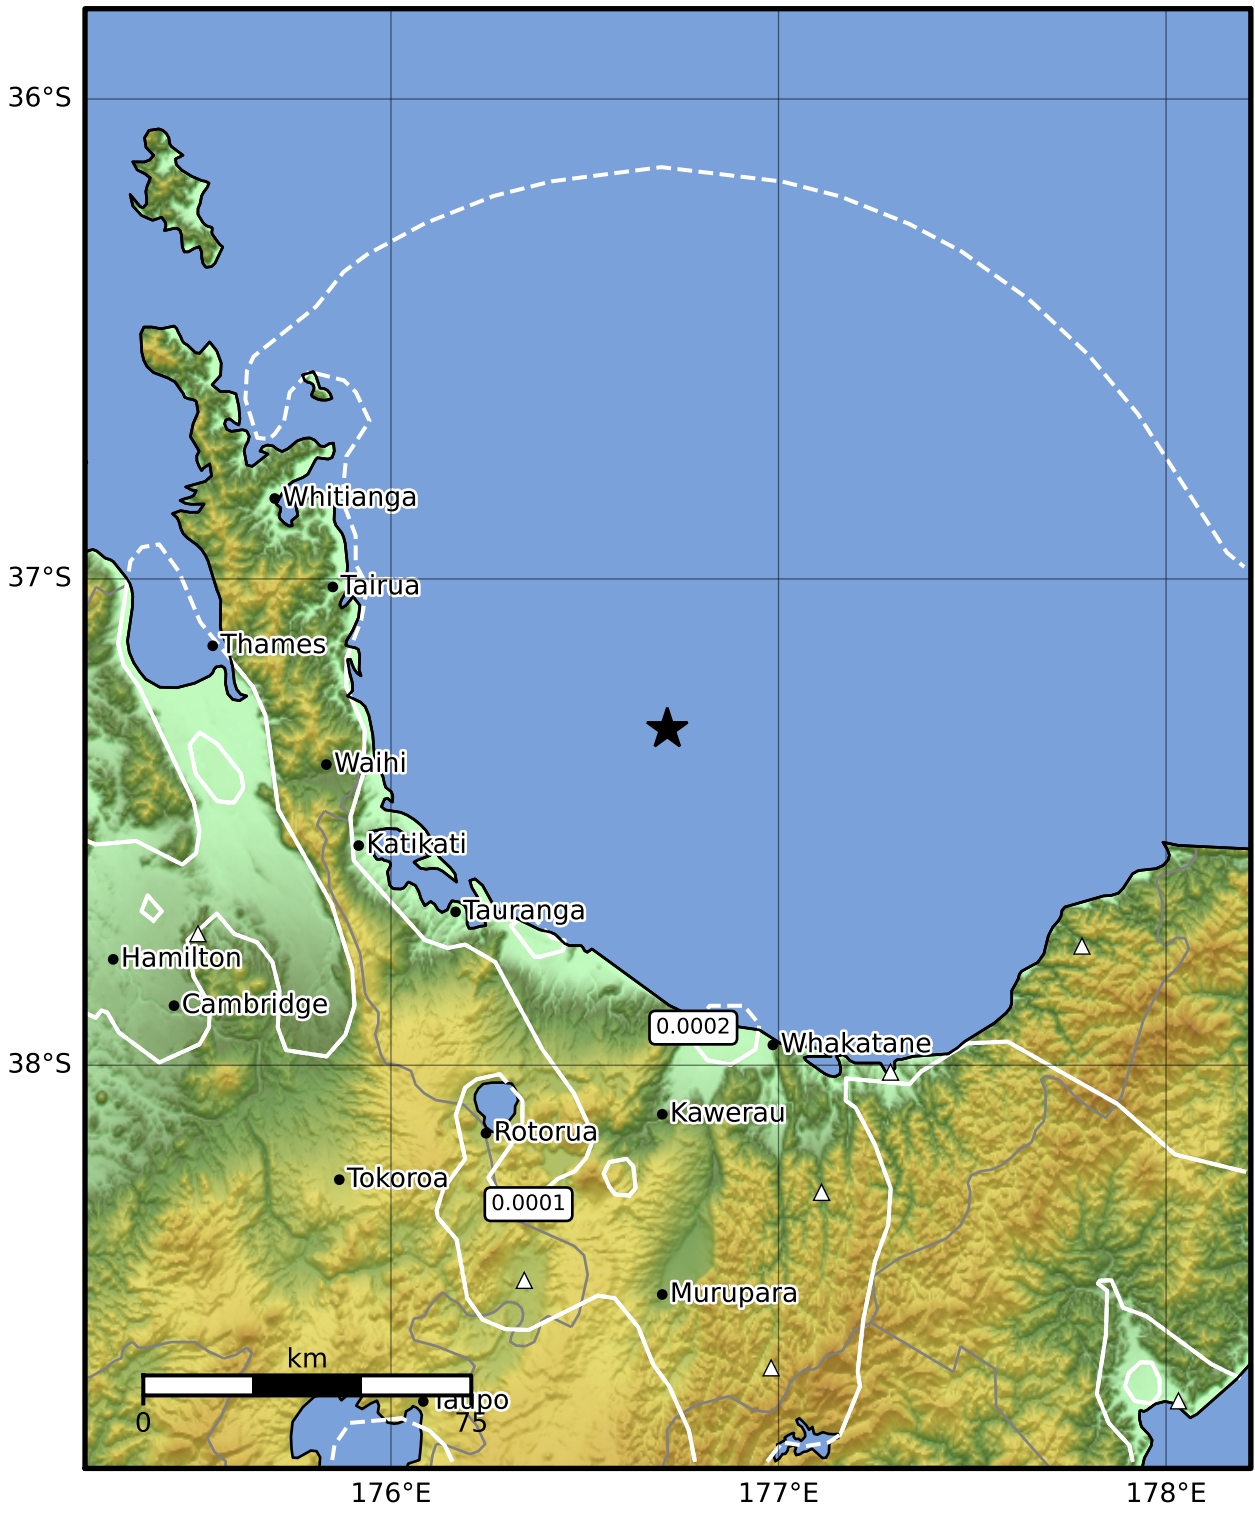 36°S
Whitianga
37°S
Tairua
Thames
Waihi
Katikati
Tauranga
Hamilton
Cambridge
0.0002
Whakatane
38°S
Kawerau
Rotorua
Tokoroa
0.0001
Murupara
km
Taupo
0
75
176°E
177°E
178°E